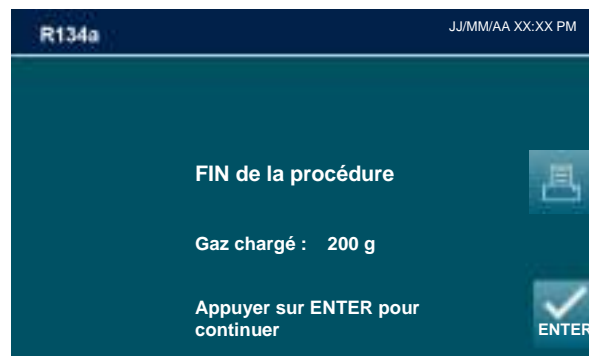 R134a
JJ/MM/AA XX:XX PM
FIN de la procédure
Gaz chargé : 200 g
Appuyer sur ENTER pour
continuer
ENTER